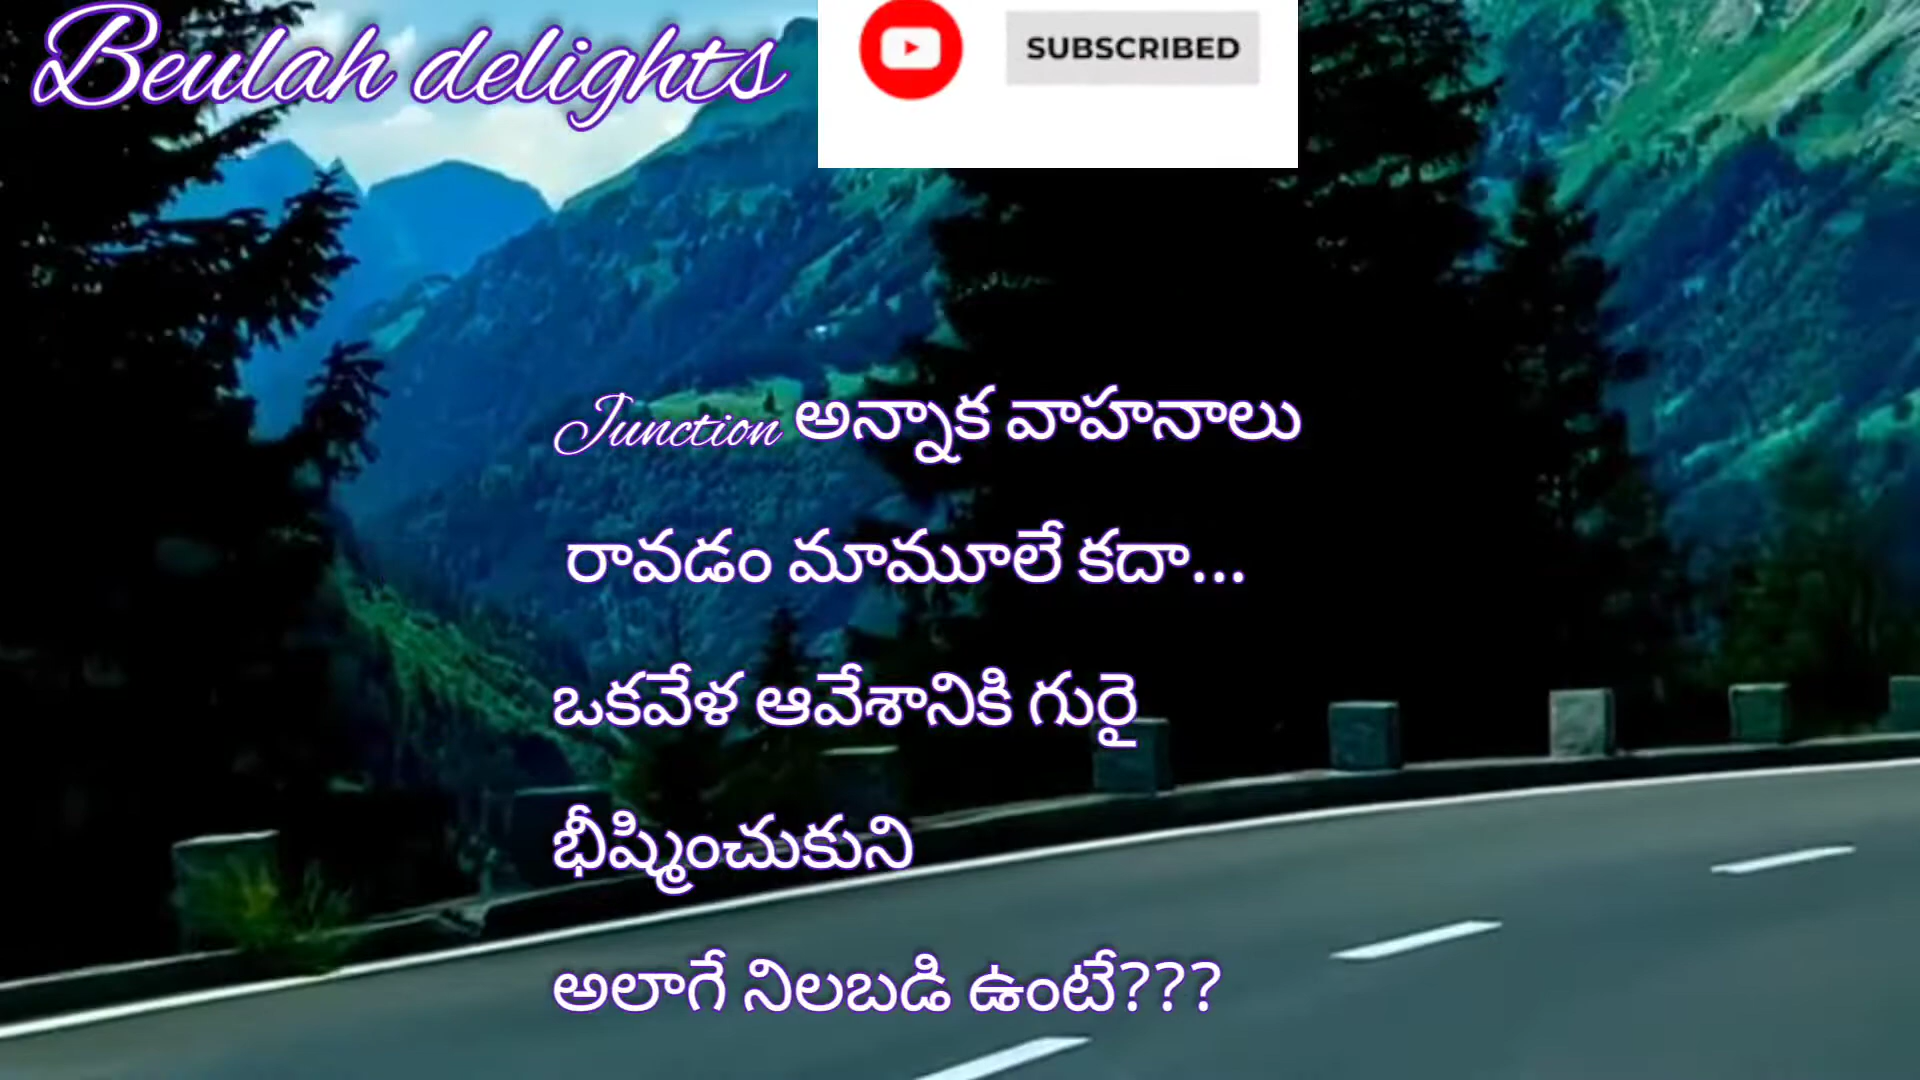 Beulah delights
SUBSCRIBED
Junction అన్నాక వాహనాలు
రావడం మామూలే కదా...
ఒకవేళ ఆవేశానికి గురై
భీష్మించుకుని
అలాగే నిలబడి ఉంటే???